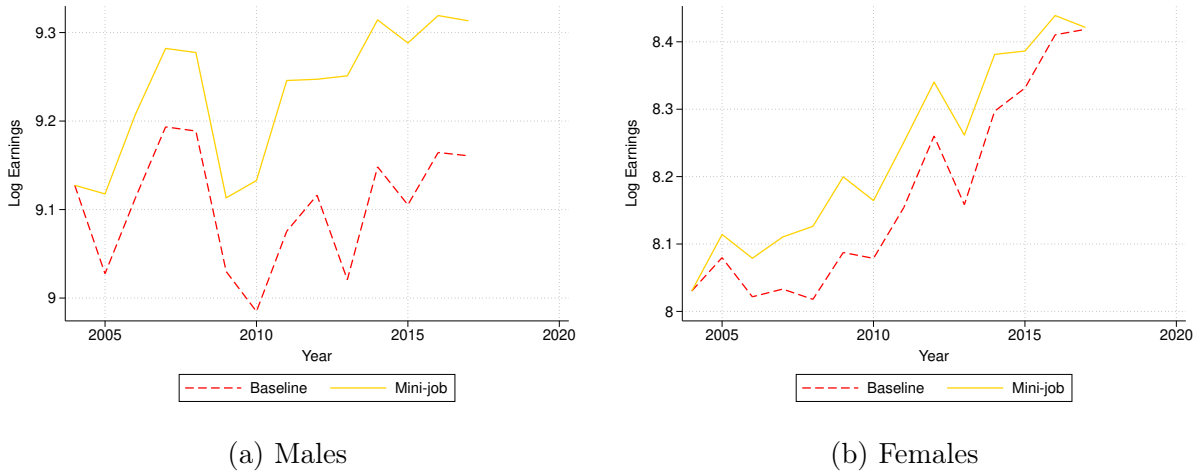 9.3
9.2
9.1
9
Log Earnings
2005
2010
2015
2020
Year
Baseline
Mini-job
(a) Males
8.4
8.3
8.2
8.1
8
Log Earnings
2005
2010
2015
2020
Year
Baseline
Mini-job
(b) Females